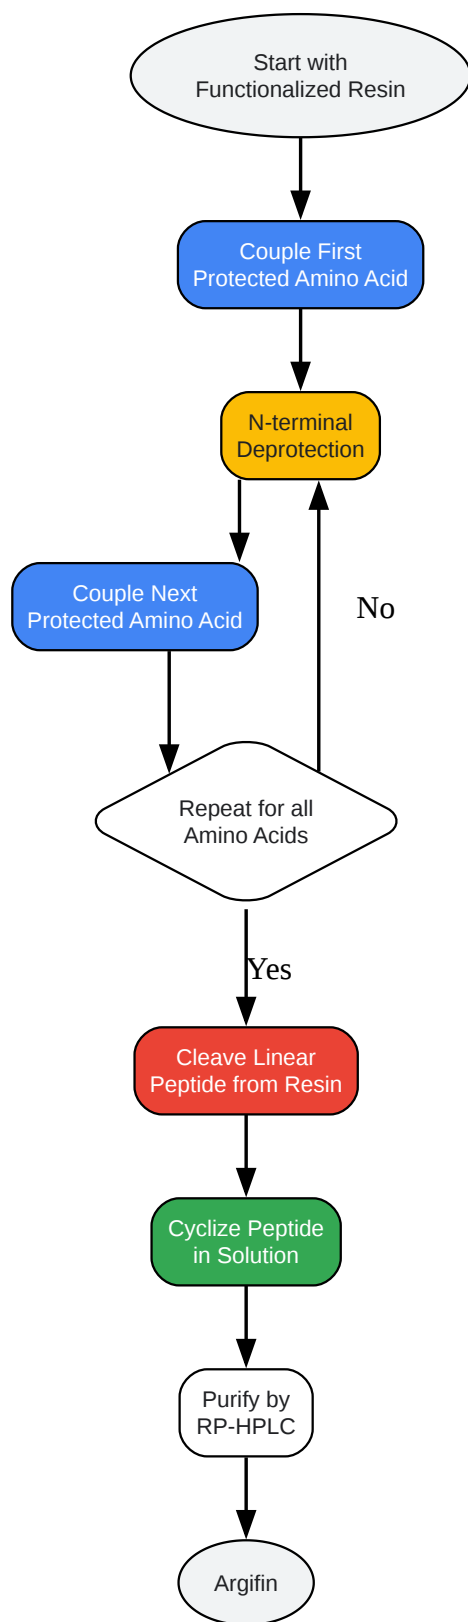 Start with
Functionalized Resin
Couple First
Protected Amino Acid
N-terminal
Deprotection
Couple Next
Protected Amino Acid
No
Repeat for all
Amino Acids
Yes
Cleave Linear
Peptide from Resin
Cyclize Peptide
in Solution
Purify by
RP-HPLC
Argifin